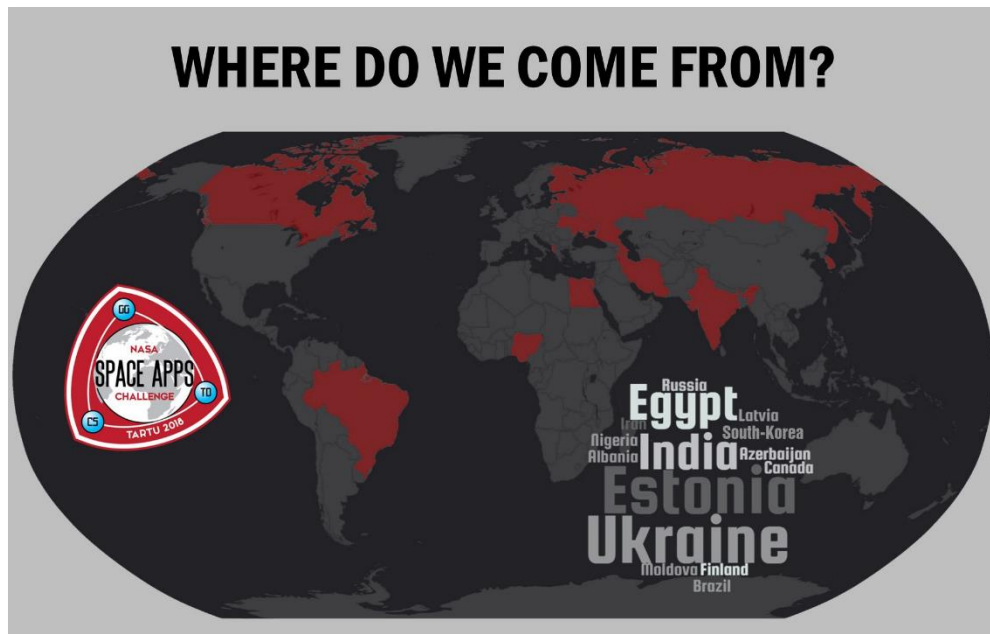 WHERE DO WE COME FROM?
GG
NASA
SPACE APPS
CHALLENGE
TO
CS
TARTU 2018
Russia
Egypt
Latvia
Iran
South-Korea
Nigeria
India
Azerbaijan
Albania
Canada
Estonia
Ukraine
Moldova Finland
Brazil